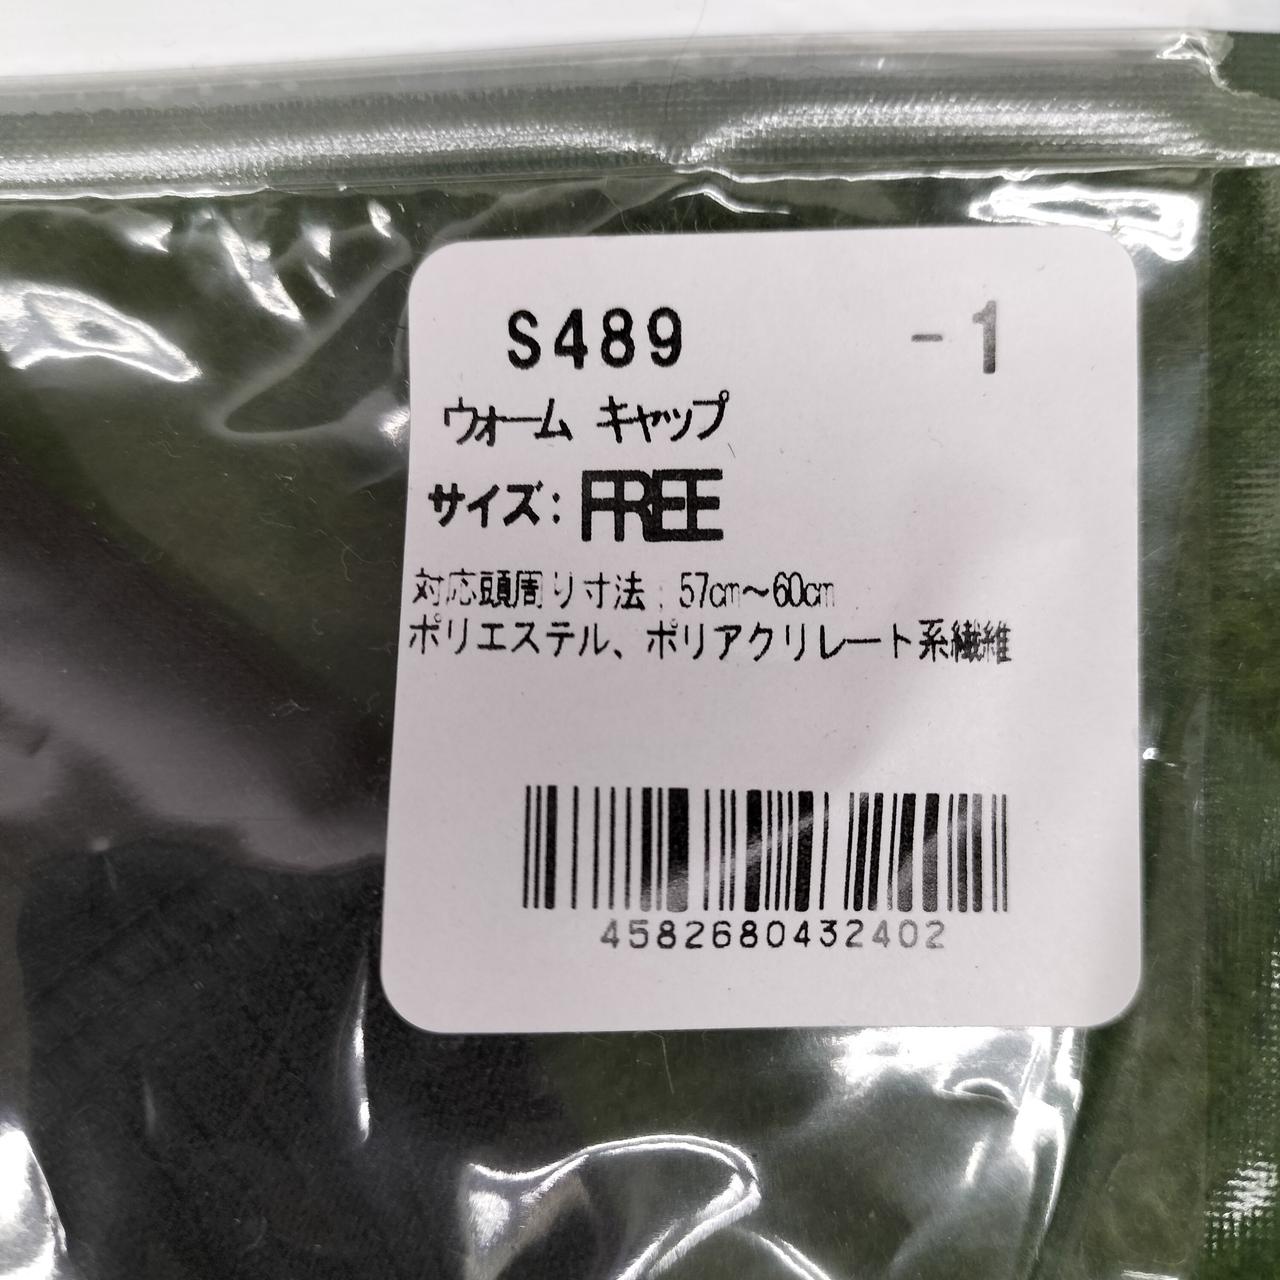 S489 -1
ウォーム キャップ
サイズ: FREE
対応頭周り寸法:57cm～60cm
ポリエステル、ポリアクリレート系繊維
4582680432402